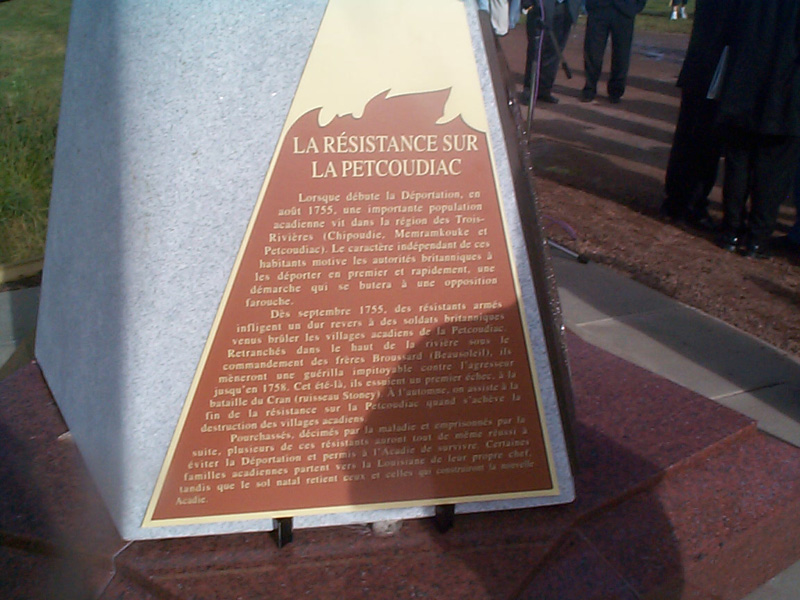 LA RÉSISTANCE SUR
LA PETCOUDIAC
Lorsque débute la Déportation, en
août 1755, une importante population
acadienne vit dans la région des Trois-
Rivières (Chipoudie, Memramkouke et
Petcoudiac). Le caractère indépendant de ces
habitants motive les autorités britanniques à
les déporter en premier et rapidement, une
démarche qui se butera à une opposition
farouche.
Dès septembre 1755, des résistants armés
infligent un dur revers à des soldats britanniques
venus brûler les villages acadiens de la Petcoudiac.
Retranchés dans le haut de la rivière sous le
commandement des frères Broussard (Beausoleil), ils
mèneront une guérilla impitoyable contre l'agresseur
jusqu'en 1758. Cet été-là, ils essuient un premier échec, à la
bataille du Cran (ruisseau Stoney). À l'automne, on assiste à la
fin de la résistance sur la Petcoudiac quand s'achève la
destruction des villages acadiens.
Pourchassés, décimés par la maladie et emprisonnés par la
suite, plusieurs de ces résistants auront tout de même réussi à
éviter la Déportation et permis à l'Acadie de survivre. Certaines
familles acadiennes partent vers la Louisiane de leur propre chef,
tandis que le sol natal retient ceux et celles qui construiront la nouvelle
Acadie.